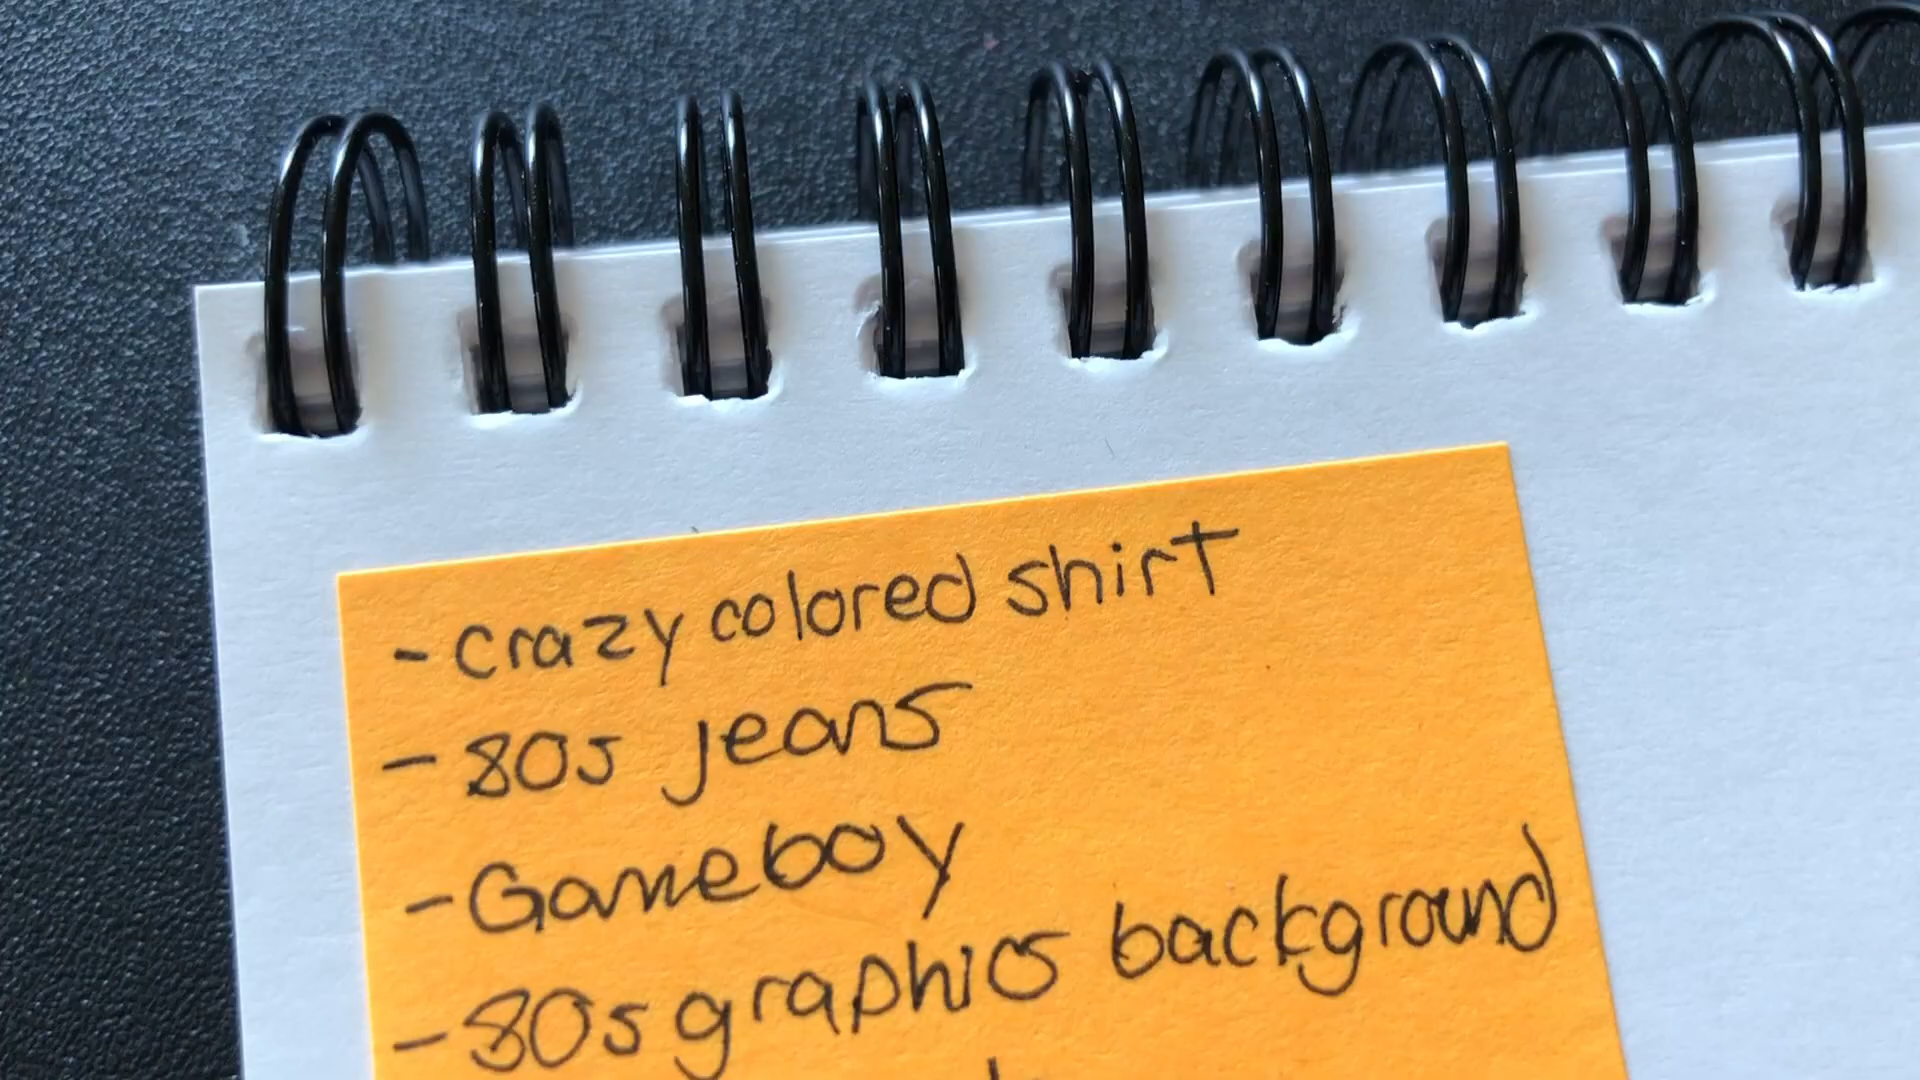 - crazy colored shirt
- 80s jeans
- Gameboy
- 80s graphics background